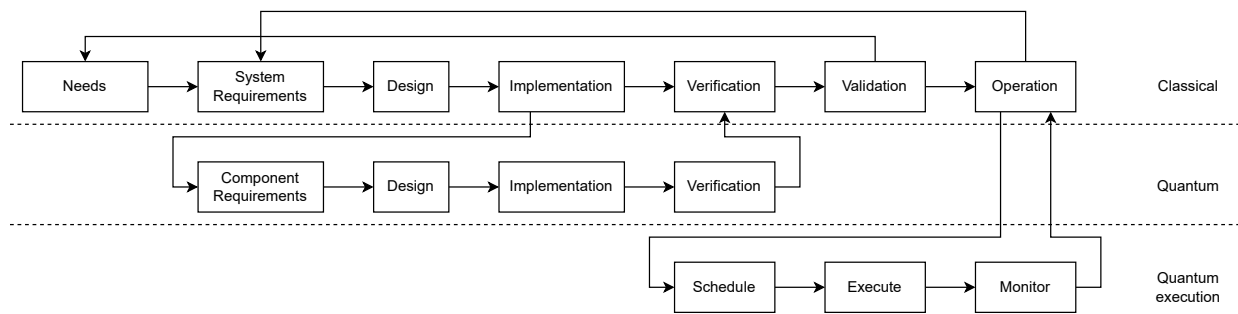 Needs
System
Requirements
Design
Implementation
Verification
Validation
Operation
Classical
Component
Requirements
Design
Implementation
Verification
Quantum
Schedule
Execute
Monitor
Quantum
execution